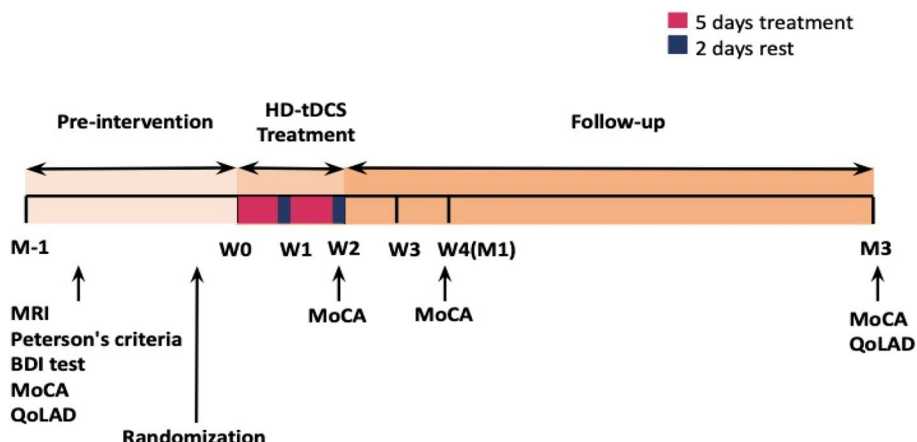 5 days treatment
2 days rest
Pre-intervention
HD-tDCS
Treatment
Follow-up
M-1
W0
W1
W2
W3
W4(M1)
M3
MRI
Peterson's criteria
BDI test
MoCA
QoLAD
Randomization
MoCA
MoCA
MoCA
QoLAD